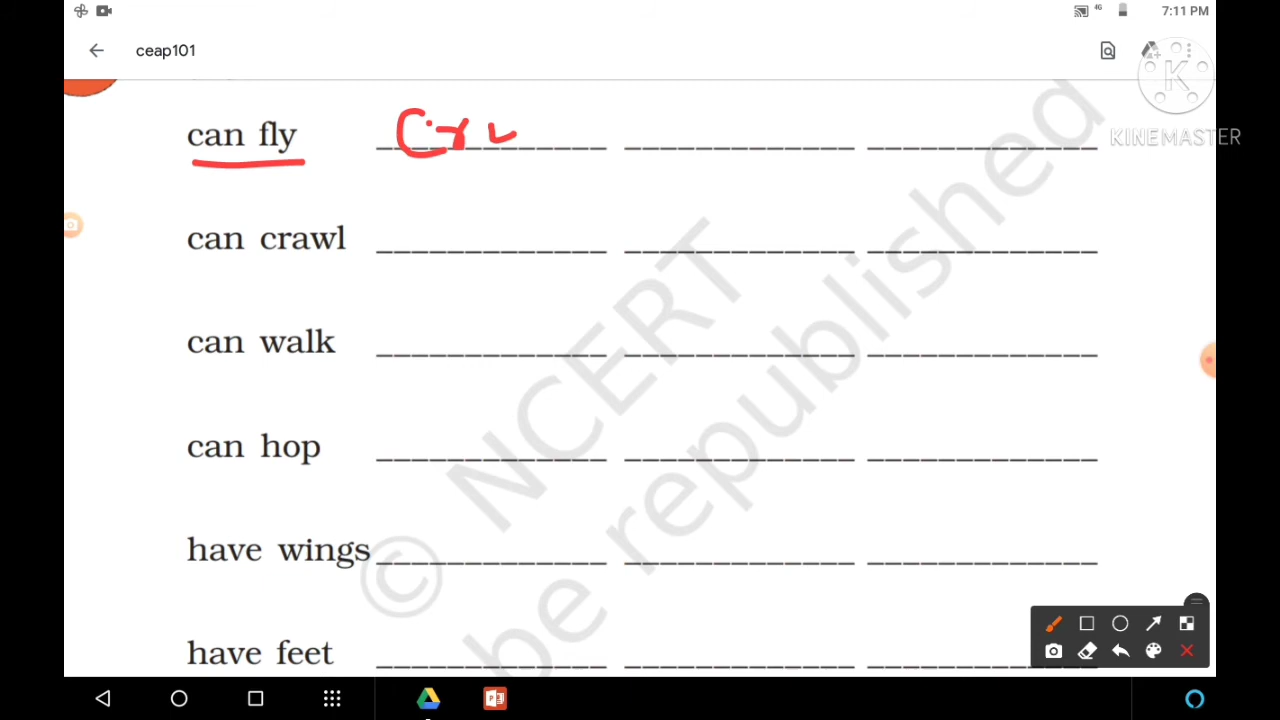 4G 7:11 PM
ceap101
KINEMASTER
can fly
can crawl
can walk
can hop
have wings
have feet
© NCERT
be republished